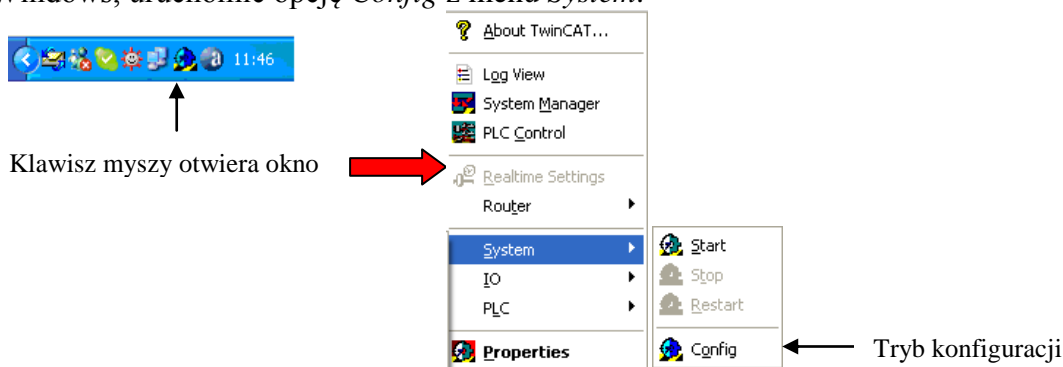 Windows, uruchomić opcję Config z menu System.
About TwinCAT...
11:46
Log View
System Manager
PLC Control
Klawisz myszy otwiera okno
Realtime Settings
Router
System
Start
IO
Stop
PLC
Restart
Properties
Config
Tryb konfiguracji